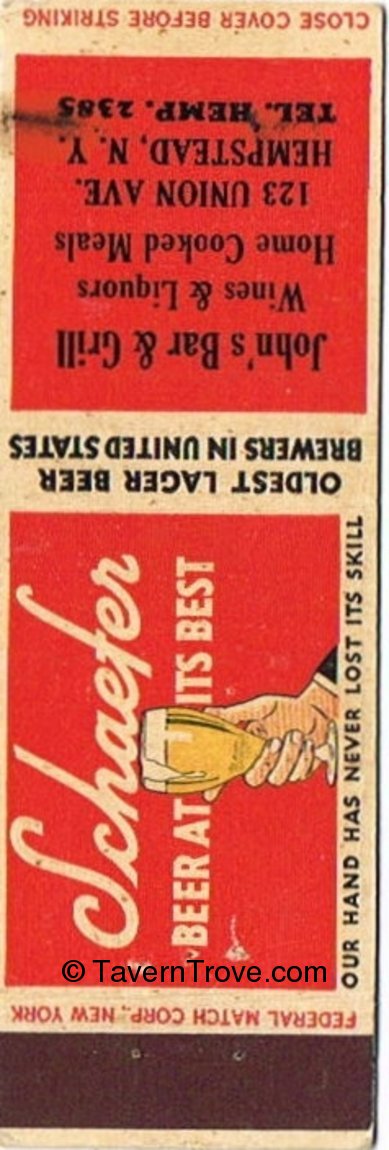 CLOSE COVER BEFORE STRIKING
John's Bar & Grill
Wines & Liquors
Home Cooked Meals
123 UNION AVE.
HEMPSTEAD, N. Y.
TEL. HEMP. 2385
OLDEST LAGER BEER
BREWERS IN UNITED STATES
Schaefer
BEER AT ITS BEST
OUR HAND HAS NEVER LOST ITS SKILL
© TavernTrove.com
FEDERAL MATCH CORP., NEW YORK